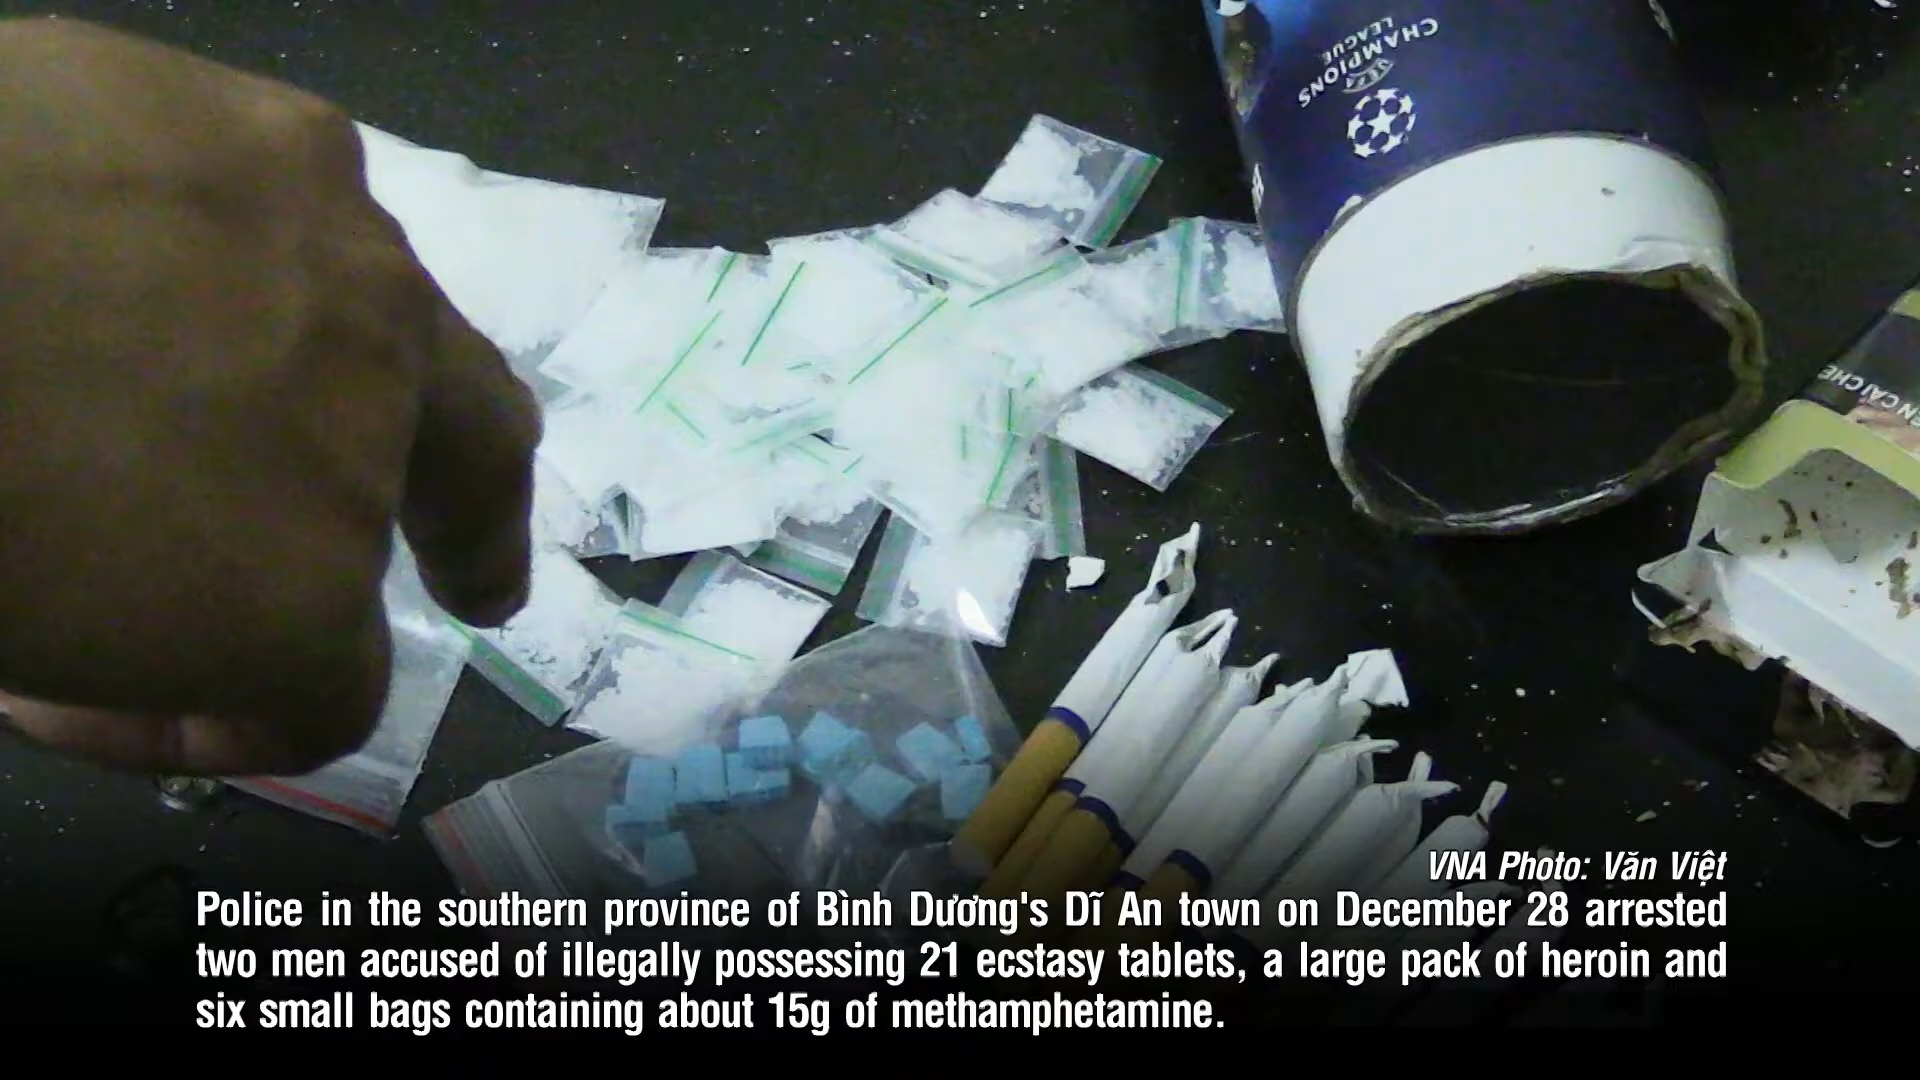 CHAMPIONS
LEAGUE
UEFA
VNA Photo: Văn Việt
Police in the southern province of Bình Dương's Dĩ An town on December 28 arrested
two men accused of illegally possessing 21 ecstasy tablets, a large pack of heroin and
six small bags containing about 15g of methamphetamine.